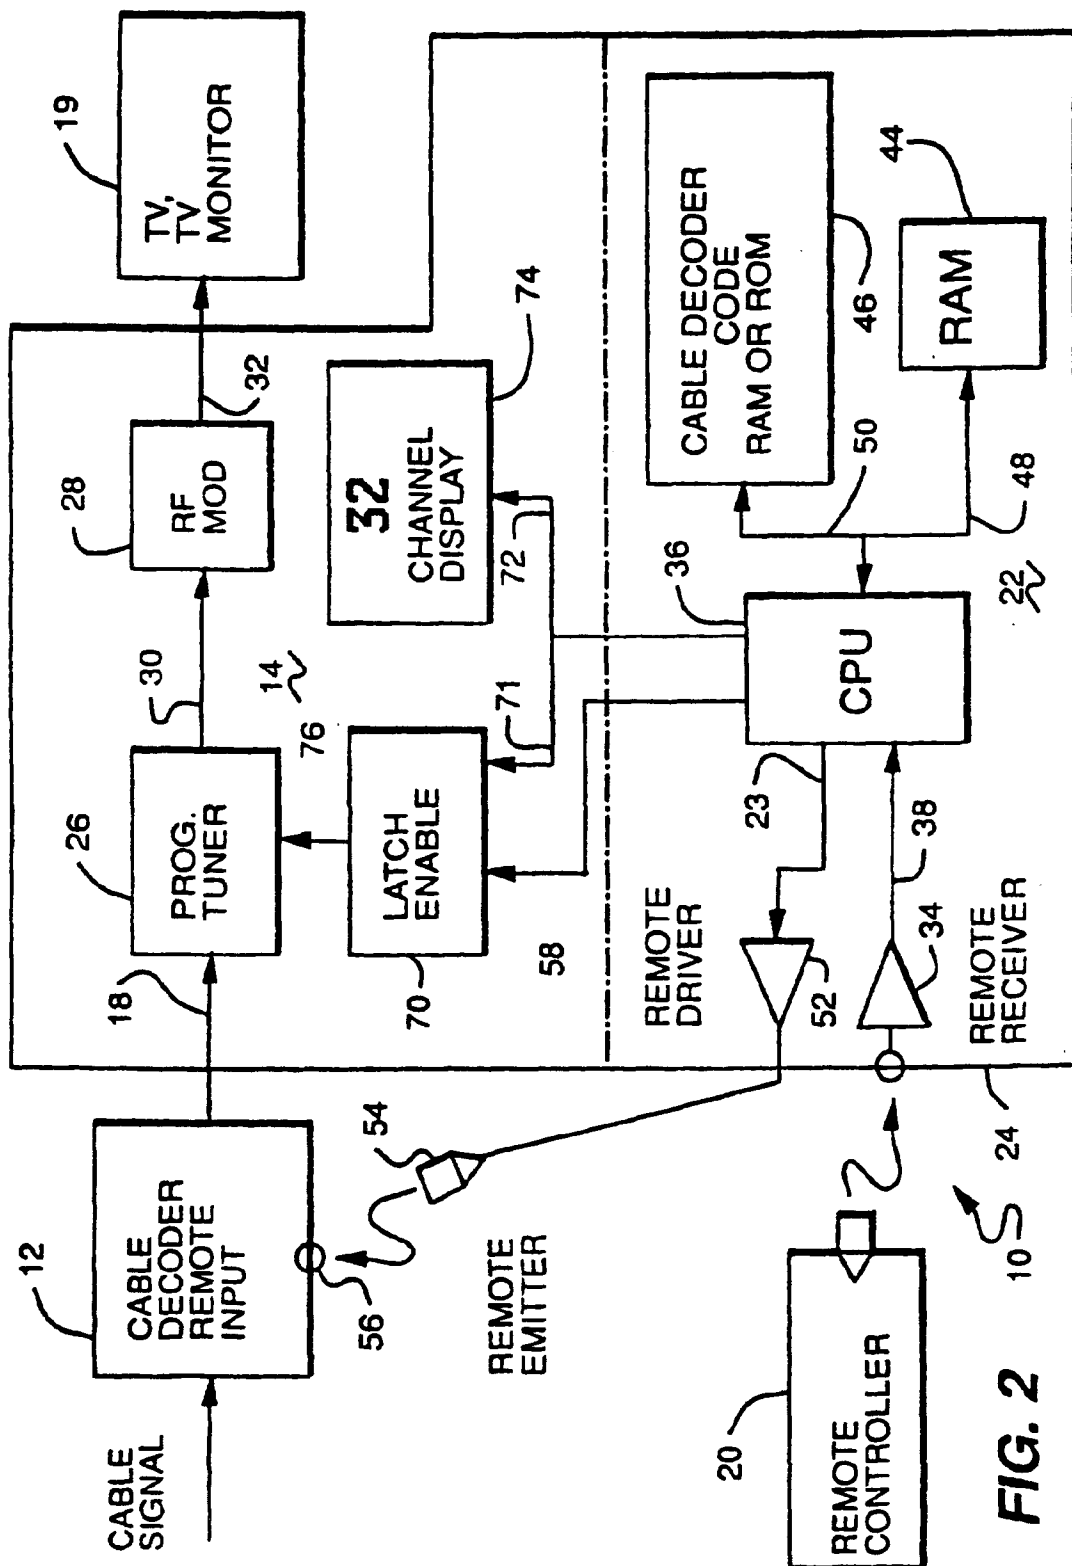 CABLE
SIGNAL
12
CABLE
DECODER
REMOTE
INPUT
56
54
REMOTE
EMITTER
18
26
PROG.
TUNER
30
28
RF
MOD
32
19
TV,
TV
MONITOR
14
76
70
LATCH
ENABLE
71
72
32
CHANNEL
DISPLAY
74
58
REMOTE
DRIVER
52
23
36
CPU
38
34
REMOTE
RECEIVER
24
50
CABLE DECODER
CODE
RAM OR ROM
46
44
RAM
48
22
20
REMOTE
CONTROLLER
10
FIG. 2